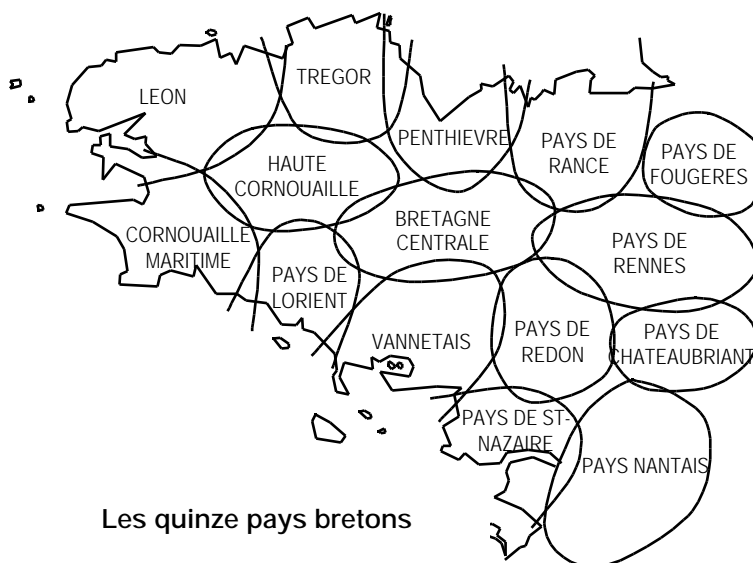 TREGOR
LEON
PENTHIEVRE
PAYS DE
RANCE
PAYS DE
FOUGERES
HAUTE
CORNOUAILLE
BRETAGNE
CENTRALE
CORNOUAILLE
MARITIME
PAYS DE
RENNES
PAYS DE
LORIENT
VANNETAIS
PAYS DE
REDON
PAYS DE
CHATEAUBRIANT
PAYS DE ST-
NAZAIRE
PAYS NANTAIS
Les quinze pays bretons